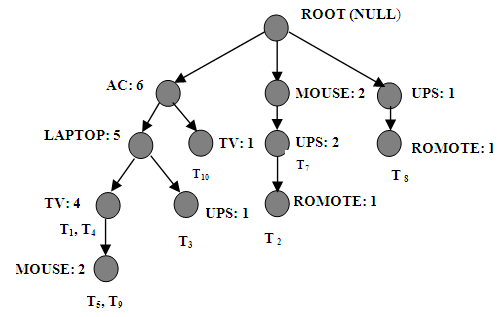 ROOT (NULL)
AC: 6
MOUSE: 2
UPS: 1
LAPTOP: 5
TV: 1
UPS: 2
ROMOTE: 1
T10
T7
T8
TV: 4
UPS: 1
ROMOTE: 1
T1, T4
T3
T 2
MOUSE: 2
T5, T9